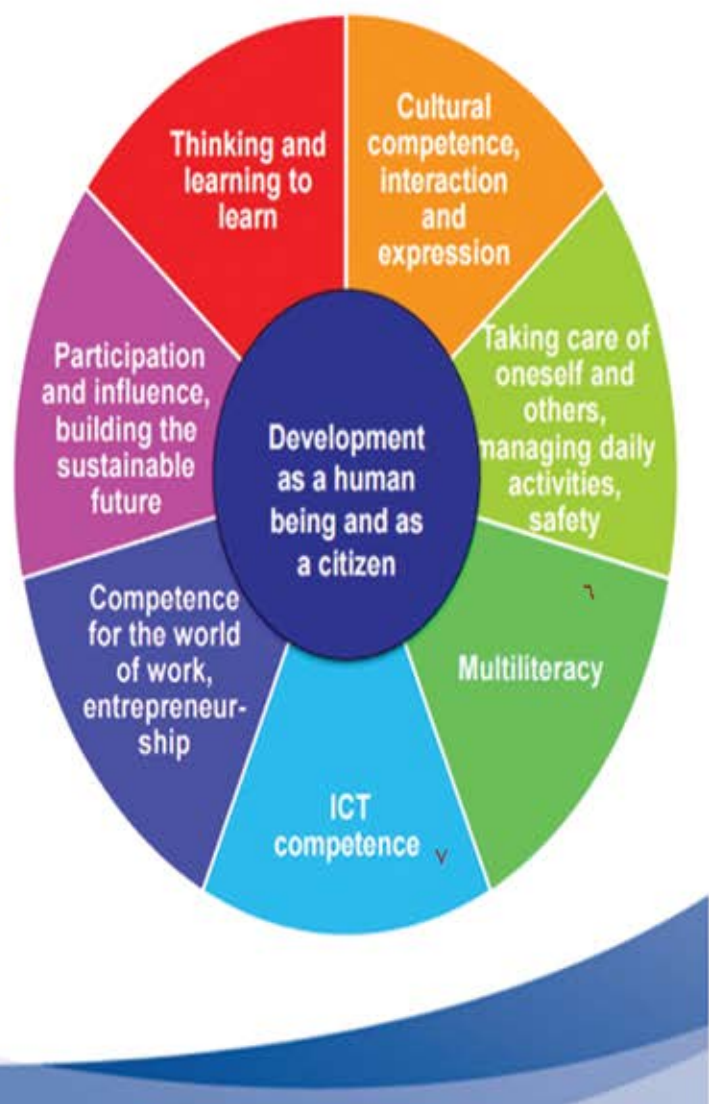 Thinking and
learning to
learn
Cultural
competence,
interaction
and
expression
Taking care of
oneself and
others,
managing daily
activities,
safety
Multiliteracy
ICT
competence
Competence
for the world
of work,
entrepreneur-
ship
Participation
and influence,
building the
sustainable
future
Development
as a human
being and as
a citizen